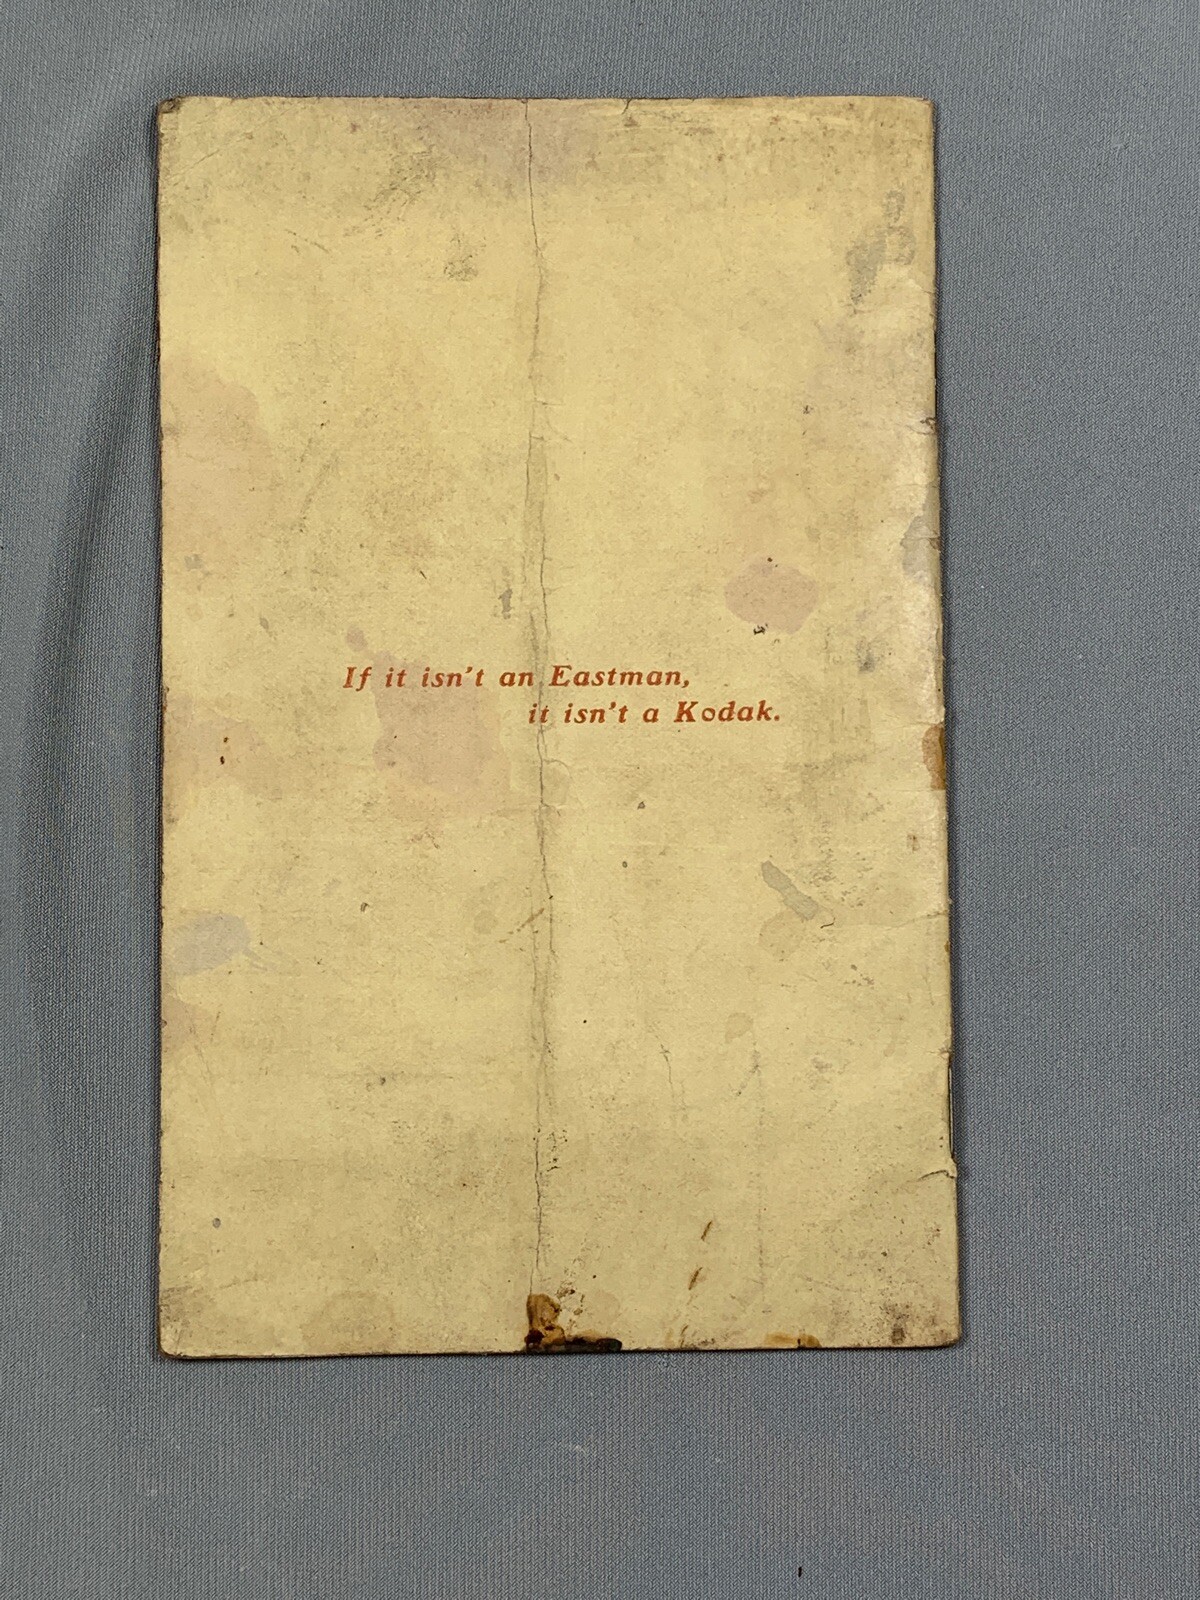 If it isn't an Eastman,
it isn't a Kodak.